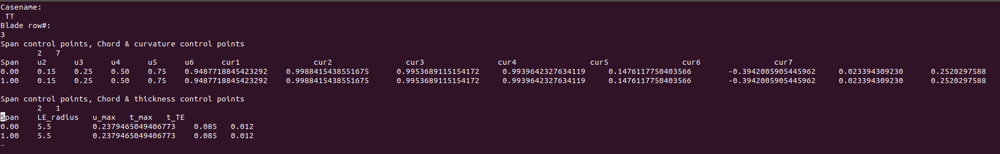 Casename:
TT
Blade row#:
3
Span control points, Chord & curvature control points
2 7
Span u2 u3 u4 u5 u6 cur1 cur2 cur3 cur4 cur5 cur6 cur7
0.00 0.15 0.25 0.50 0.75 0.9487718845423292 0.9988415438551675 0.9953689115154172 0.9939642327634119 0.1476117750403566 -0.3942005905445962 0.023394309230 0.2520297588
1.00 0.15 0.25 0.50 0.75 0.9487718845423292 0.9988415438551675 0.9953689115154172 0.9939642327634119 0.1476117750403566 -0.3942005905445962 0.023394309230 0.2520297588
Span control points, Chord & thickness control points
2 1
Span LE_radius u_max t_max t_TE
0.00 5.5 0.2379465049406773 0.085 0.012
1.00 5.5 0.2379465049406773 0.085 0.012
~